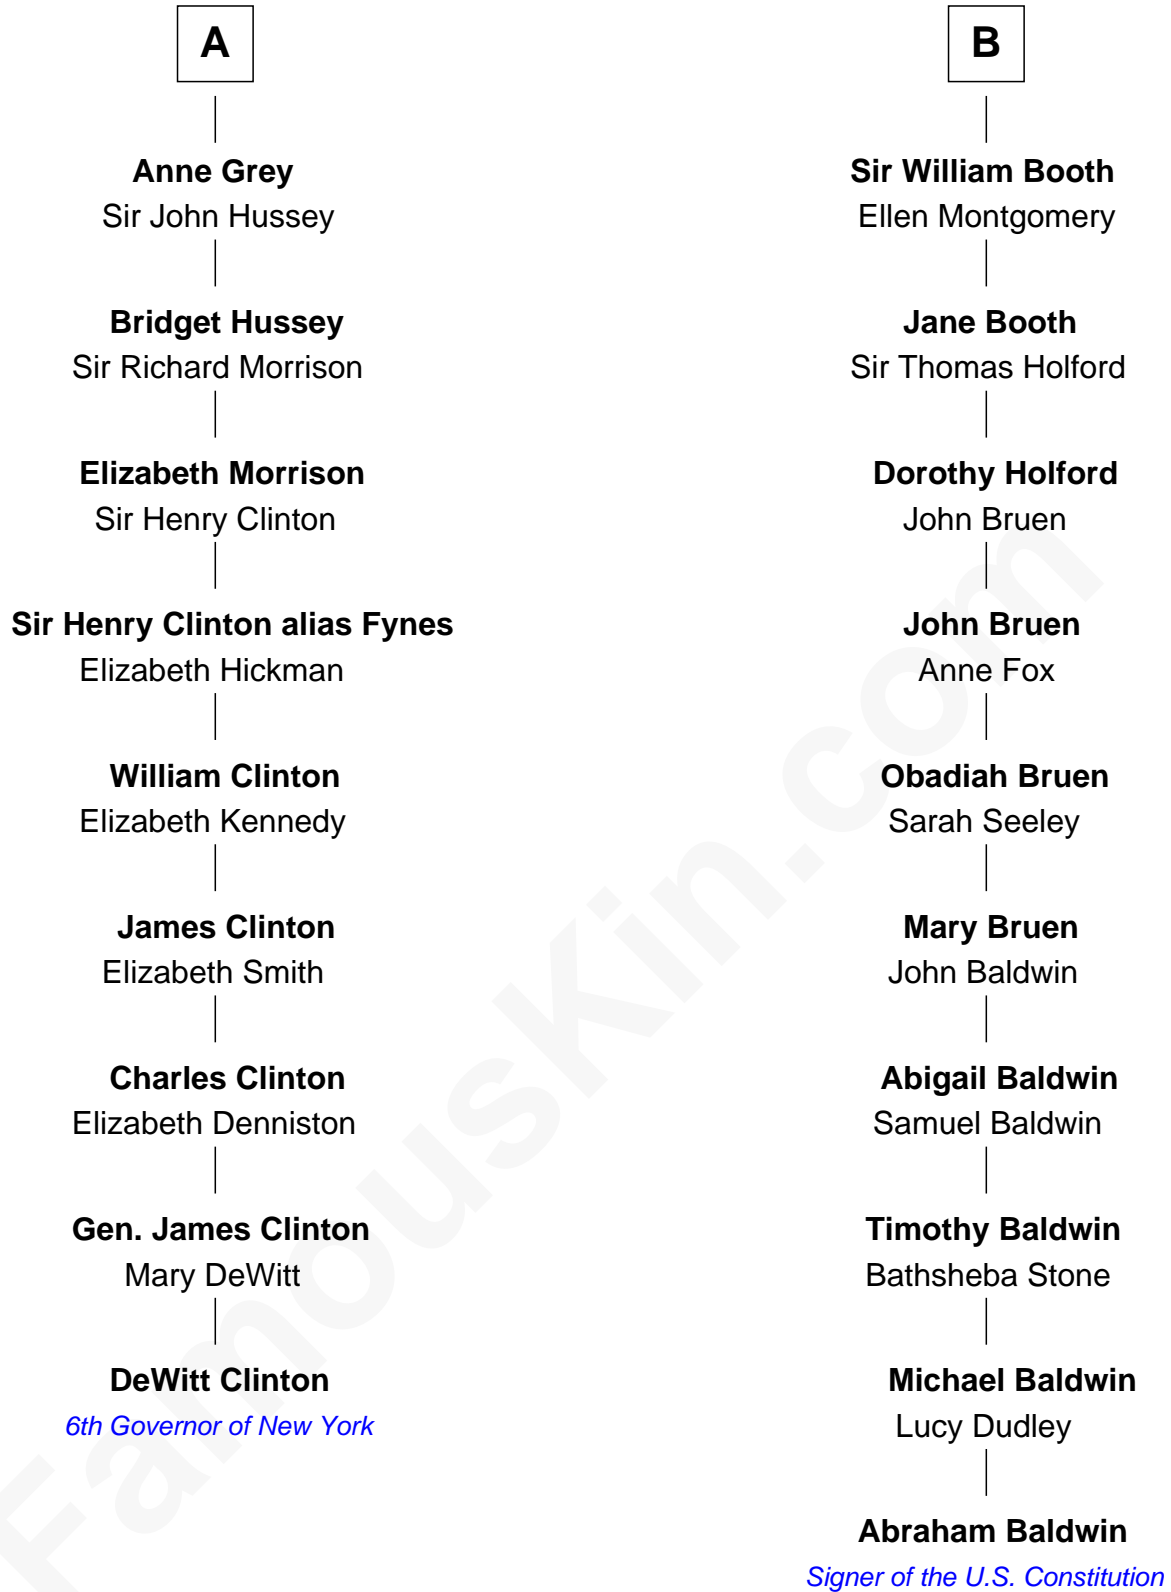 A
Anne Grey
Sir John Hussey
Bridget Hussey
Sir Richard Morrison
Elizabeth Morrison
Sir Henry Clinton
Sir Henry Clinton alias Fynes
Elizabeth Hickman
William Clinton
Elizabeth Kennedy
James Clinton
Elizabeth Smith
Charles Clinton
Elizabeth Denniston
Gen. James Clinton
Mary DeWitt
DeWitt Clinton
6th Governor of New York
B
Sir William Booth
Ellen Montgomery
Jane Booth
Sir Thomas Holford
Dorothy Holford
John Bruen
John Bruen
Anne Fox
Obadiah Bruen
Sarah Seeley
Mary Bruen
John Baldwin
Abigail Baldwin
Samuel Baldwin
Timothy Baldwin
Bathsheba Stone
Michael Baldwin
Lucy Dudley
Abraham Baldwin
Signer of the U.S. Constitution
FamousKin.com